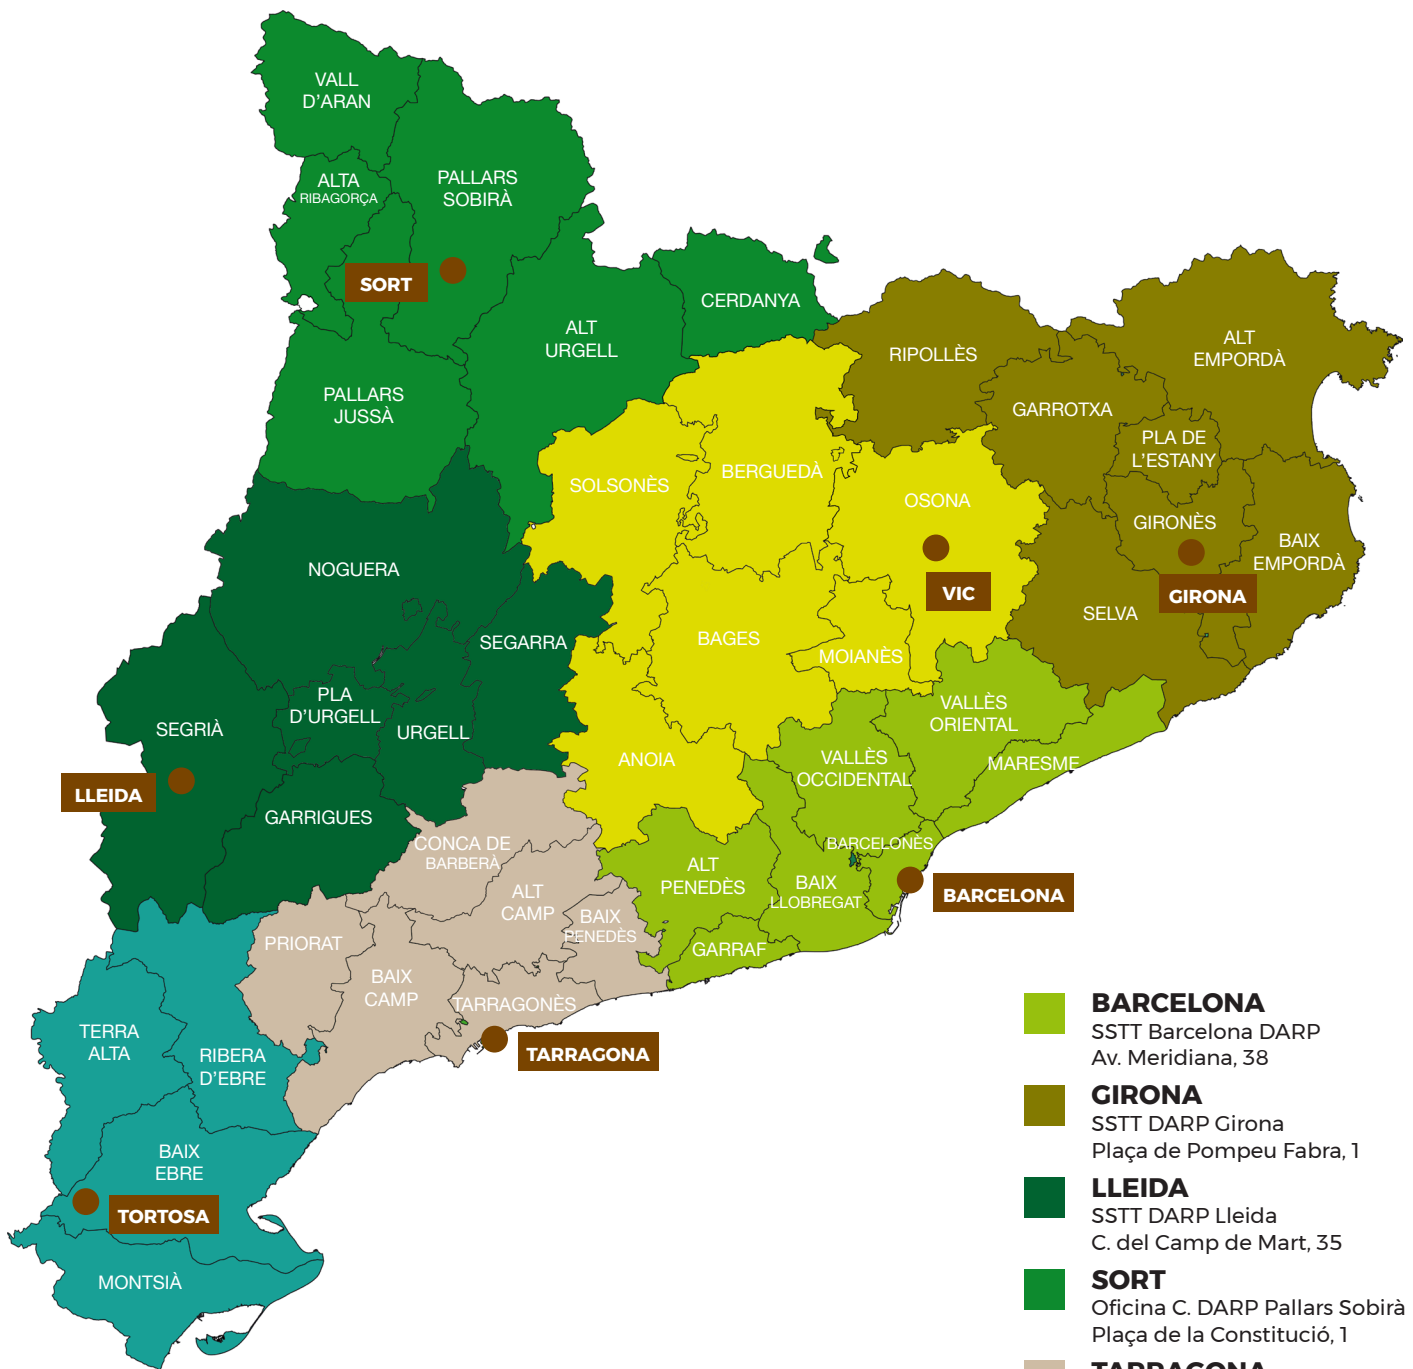 VALL
D'ARAN
ALTA
RIBAGORÇA
PALLARS
SOBIRÀ
SORT
CERDANYA
ALT
URGELL
RIPOLLÈS
ALT
EMPORDÀ
PALLARS
JUSSÀ
GARROTXA
PLA DE
L'ESTANY
SOLSONÈS
BERGUEDÀ
OSONA
GIRONÈS
BAIX
EMPORDÀ
NOGUERA
VIC
GIRONA
SELVA
SEGARRA
BAGES
MOIANÈS
PLA
D'URGELL
SEGRIÀ
URGELL
VALLÈS
ORIENTAL
ANOIA
VALLÈS
OCCIDENTAL
MARESME
LLEIDA
GARRIGUES
CONCA DE
BARBERÀ
BARCELONÈS
ALT
PENEDÈS
BAIX
LLOBREGAT
BARCELONA
ALT
CAMP
BAIX
PENEDÈS
PRIORAT
GARRAF
BAIX
CAMP
TARRAGONÈS
TARRAGONA
TERRA
ALTA
RIBERA
D'EBRE
BAIX
EBRE
TORTOSA
MONTSIÀ
BARCELONA
SSTT Barcelona DARP
Av. Meridiana, 38
GIRONA
SSTT DARP Girona
Plaça de Pompeu Fabra, 1
LLEIDA
SSTT DARP Lleida
C. del Camp de Mart, 35
SORT
Oficina C. DARP Pallars Sobirà
Plaça de la Constitució, 1
TARRAGONA